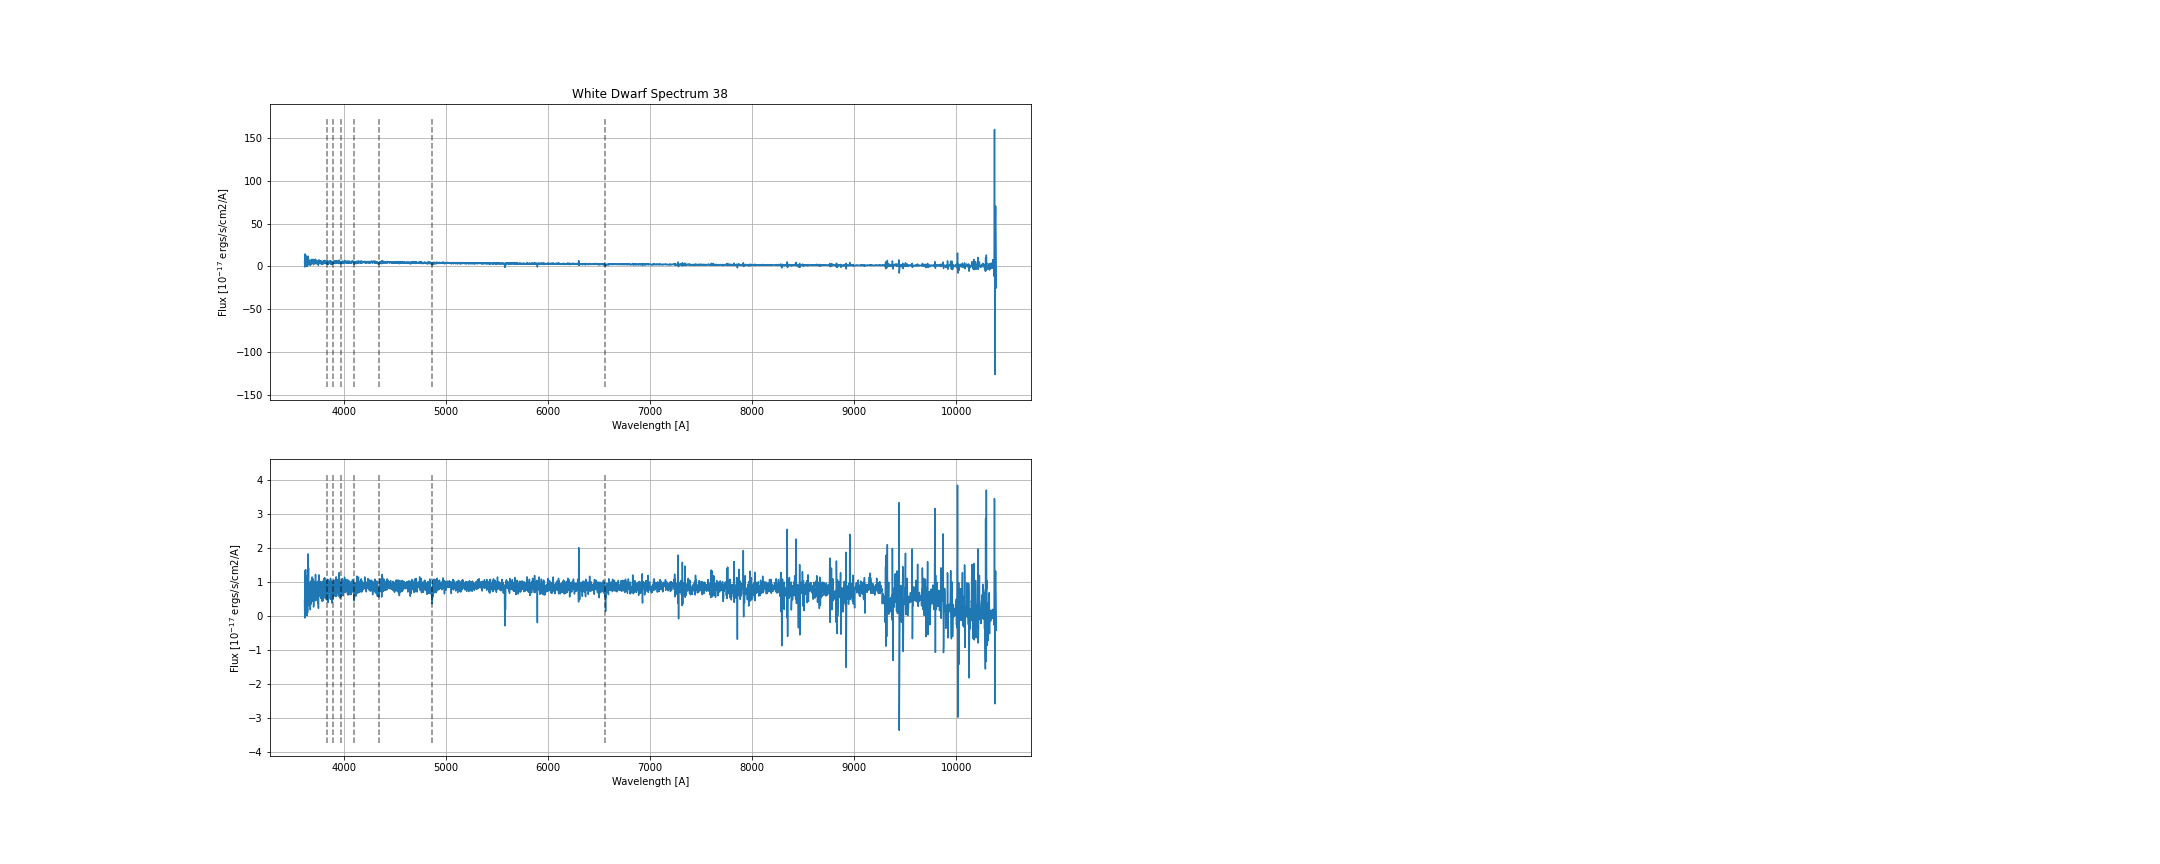 White Dwarf Spectrum 38
Flux [10⁻¹⁷ ergs/s/cm2/A]
150
100
50
0
−50
−100
−150
4000 5000 6000 7000 8000 9000 10000
Wavelength [A]
Flux [10⁻¹⁷ ergs/s/cm2/A]
4
3
2
1
0
−1
−2
−3
−4
4000 5000 6000 7000 8000 9000 10000
Wavelength [A]